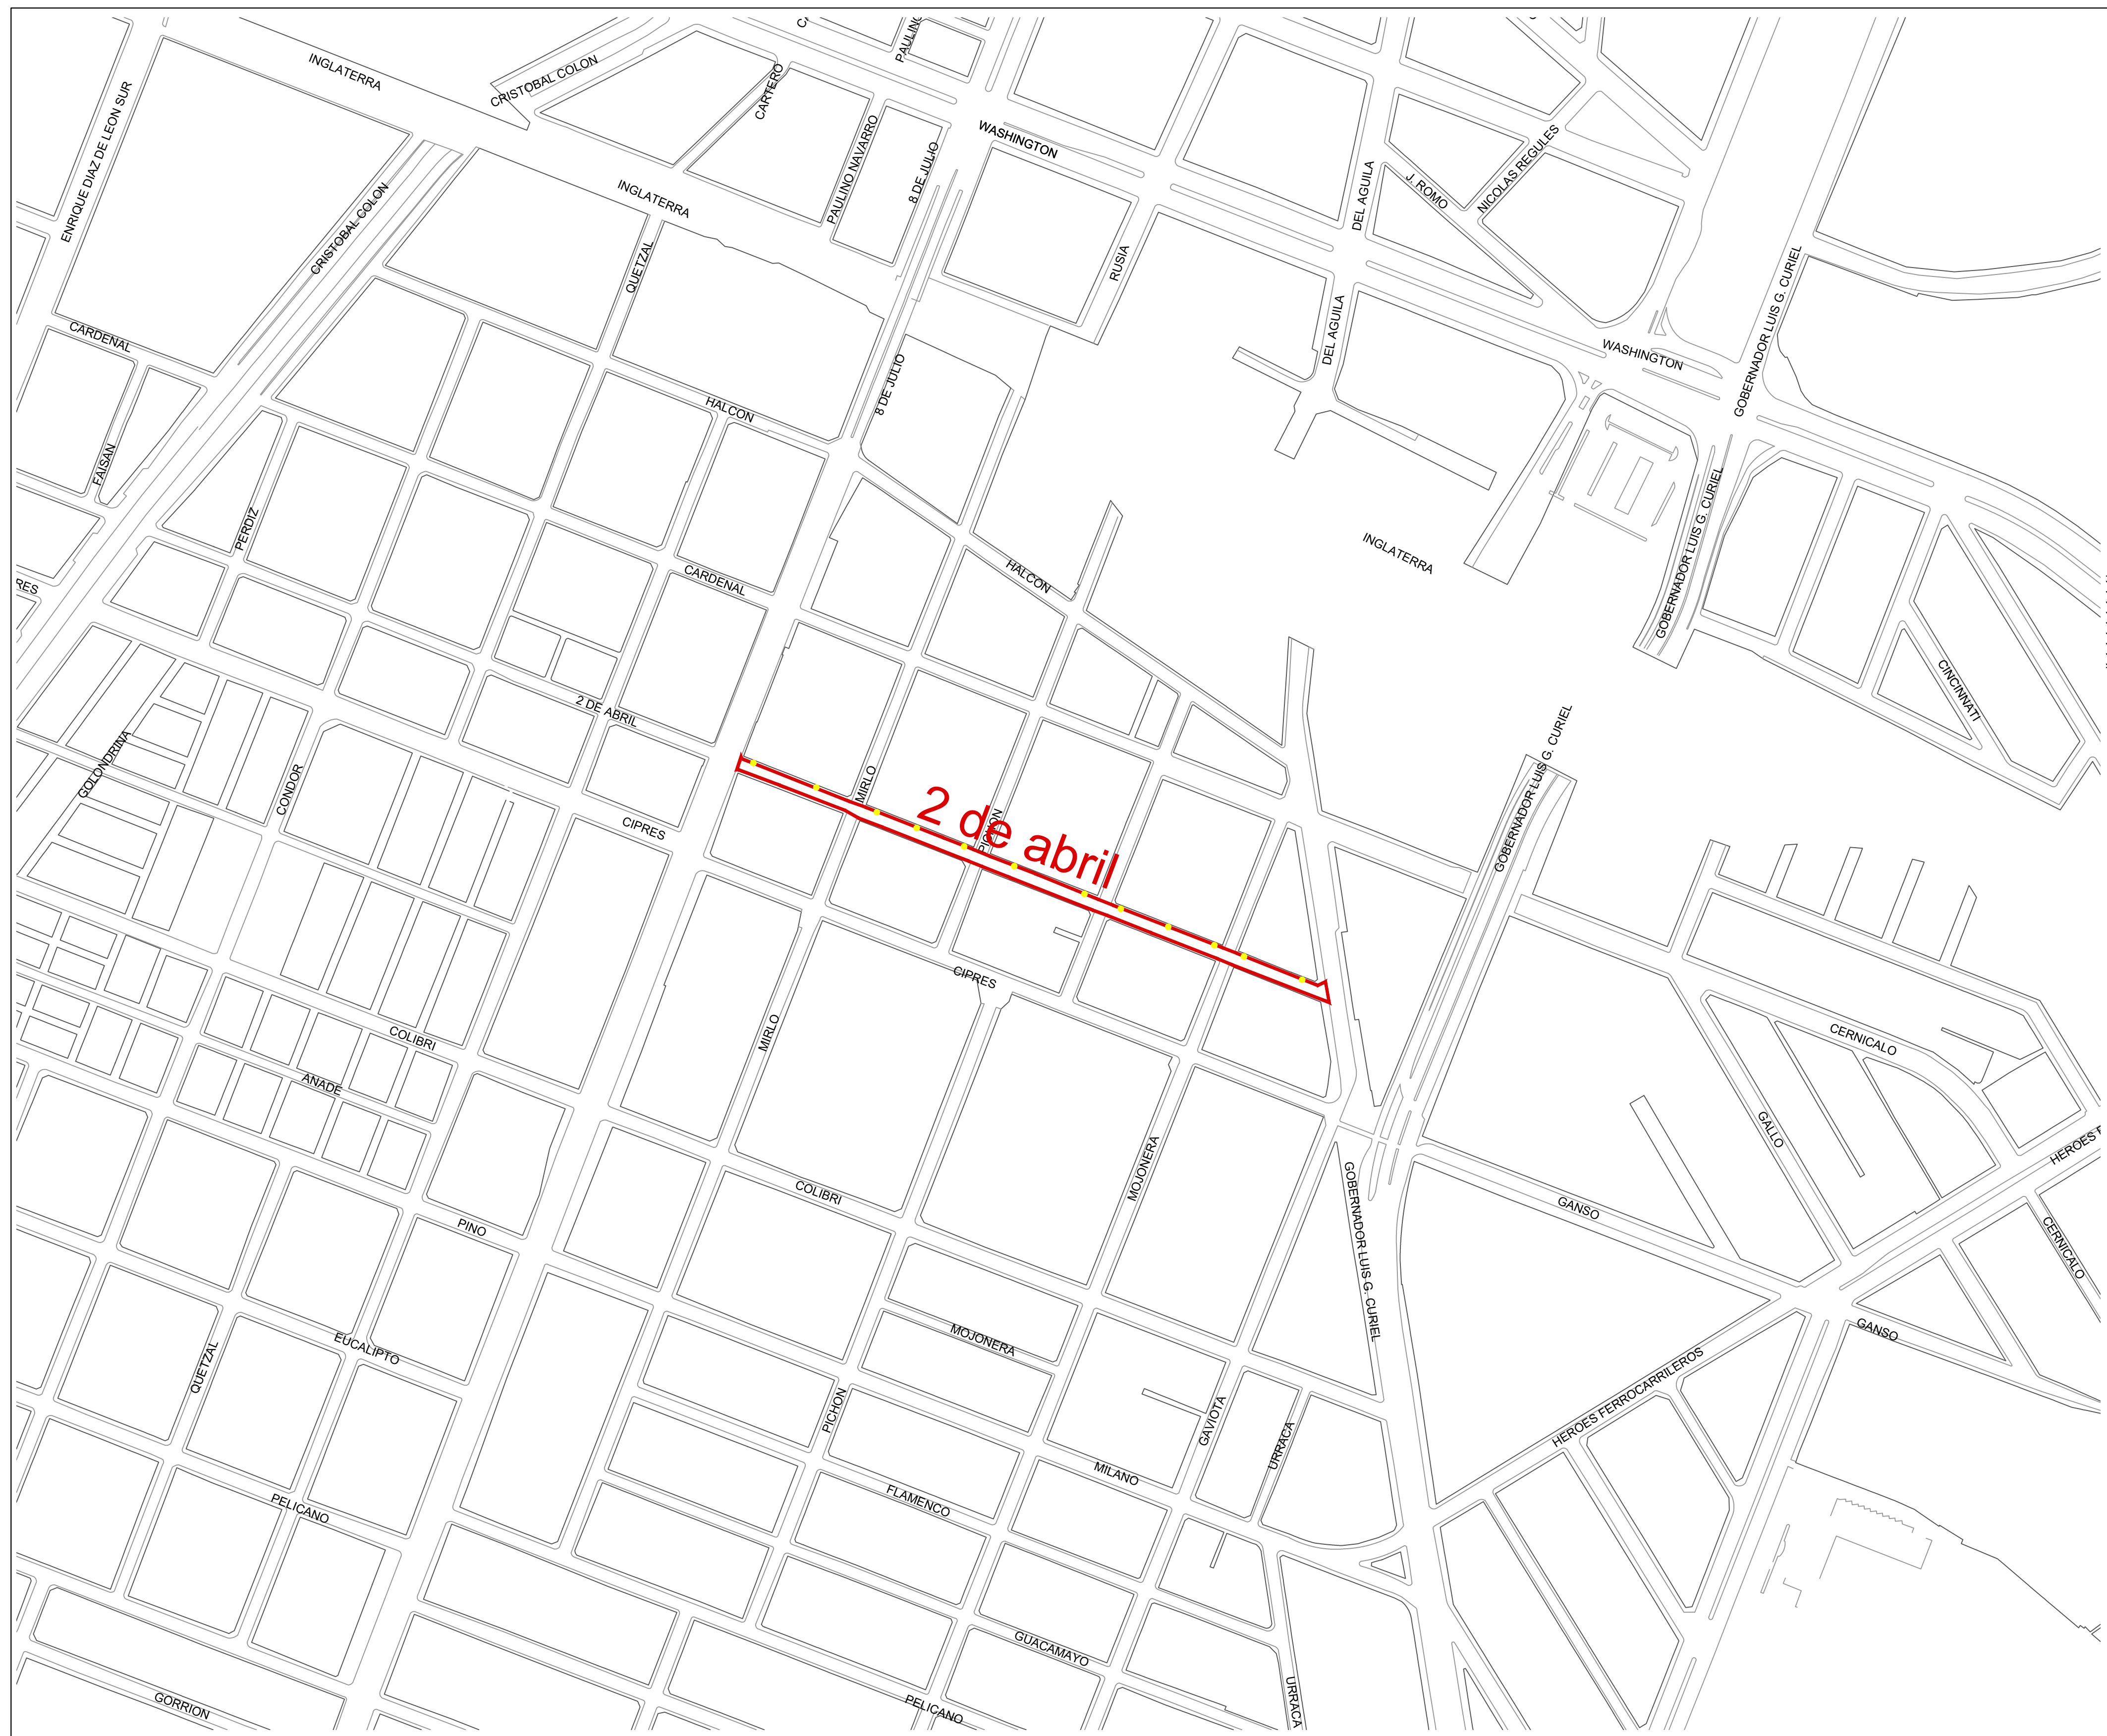 INGLATERRA
CRISTOBAL COLON
CARTERO
ENRIQUE DIAZ DE LEON SUR
PAULINO NAVARRO
8 DE JULIO
WASHINGTON
NICOLAS REGULES
J. ROMO
DEL AGUILA
CRISTOBAL COLON
INGLATERRA
QUETZAL
RUSIA
DEL AGUILA
GOBERNADOR LUIS G. CURIEL
CARDENAL
WASHINGTON
8 DE JULIO
HALCON
FAISAN
PERDIZ
GOBERNADOR LUIS G. CURIEL
INGLATERRA
HALCON
CARDENAL
RES
CINCINNATI
2 DE ABRIL
GOLONDRINA
CONDOR
MIRLO
2 de abril
PICHON
GOBERNADOR LUIS G. CURIEL
CIPRES
CIPRES
MIRLO
COLIBRI
ANADE
CERNICALO
GALLO
HEROES F
MOJONERA
COLIBRI
GOBERNADOR LUIS G. CURIEL
GANSO
PINO
CERNICALO
GANSO
MOJONERA
EUCALIPTO
QUETZAL
PICHON
GAVIOTA
URRACA
HEROES FERROCARRILEROS
MILANO
FLAMENCO
PELICANO
GUACAMAYO
URRACA
GORRION
PELICANO